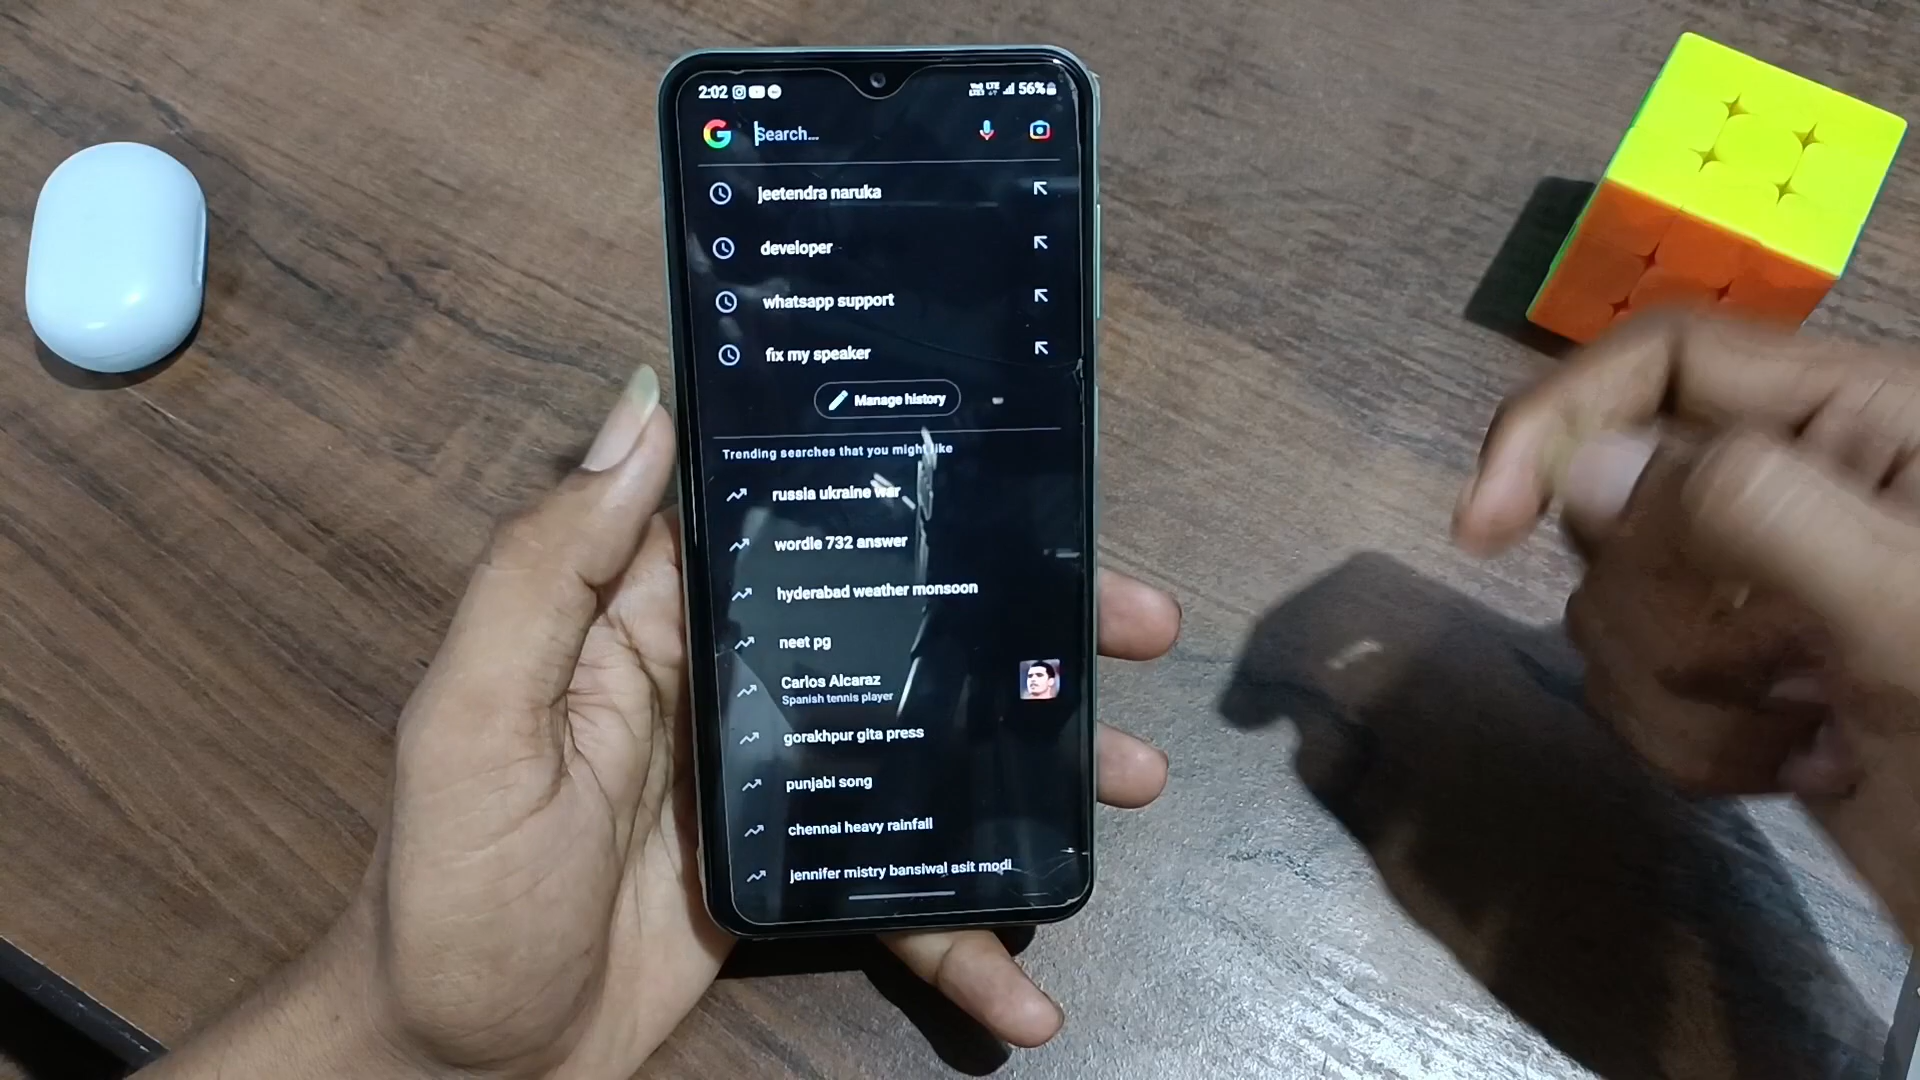 2:02
56%
Search...
jeetendra naruka
developer
whatsapp support
fix my speaker
Manage history
Trending searches that you might like
russia ukraine war
wordle 732 answer
hyderabad weather monsoon
neet pg
Carlos Alcaraz
Spanish tennis player
gorakhpur gita press
punjabi song
chennai heavy rainfall
jennifer mistry bansiwal asit modi